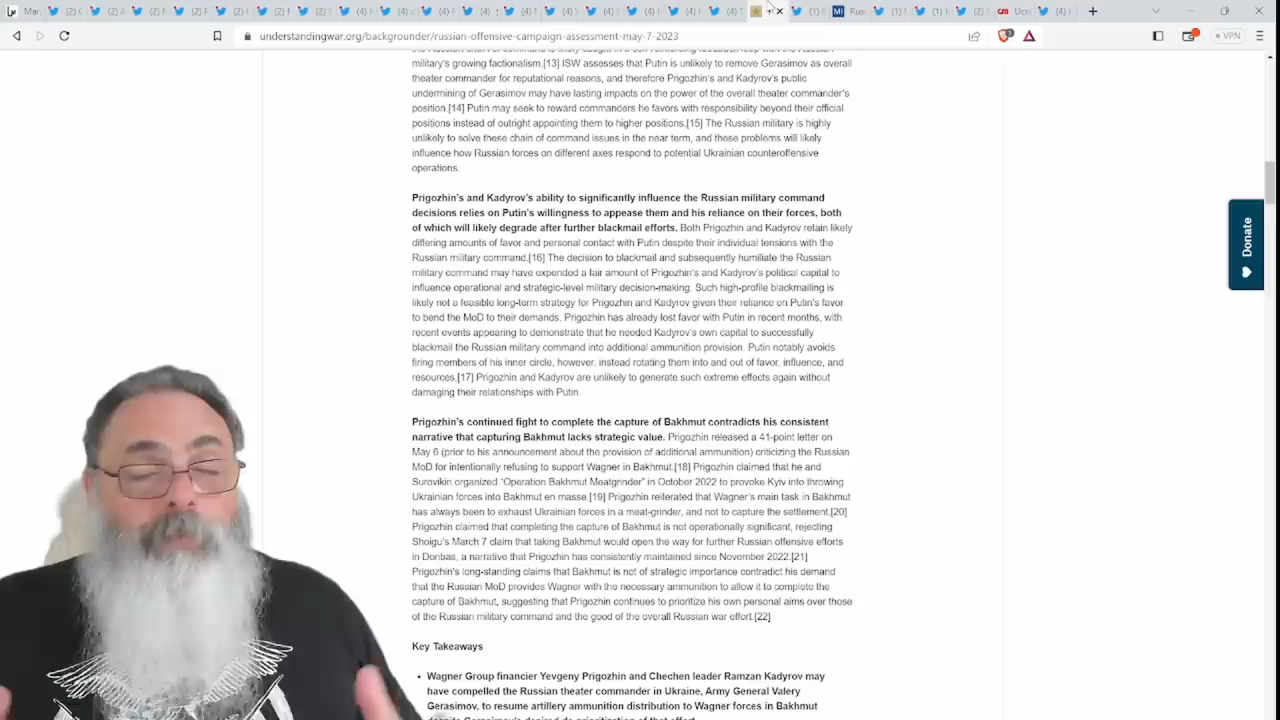 understandingwar.org/backgrounder/russian-offensive-campaign-assessment-may-7-2023
VPN
military's growing factionalism.[13] ISW assesses that Putin is unlikely to remove Gerasimov as overall
theater commander for reputational reasons, and therefore Prigozhin's and Kadyrov's public
undermining of Gerasimov may have lasting impacts on the power of the overall theater commander's
position.[14] Putin may seek to reward commanders he favors with responsibility beyond their official
positions instead of outright appointing them to higher positions.[15] The Russian military is highly
unlikely to solve these chain of command issues in the near term, and these problems will likely
influence how Russian forces on different axes respond to potential Ukrainian counteroffensive
operations.
Prigozhin's and Kadyrov's ability to significantly influence the Russian military command
decisions relies on Putin's willingness to appease them and his reliance on their forces, both
of which will likely degrade after further blackmail efforts. Both Prigozhin and Kadyrov retain likely
differing amounts of favor and personal contact with Putin despite their individual tensions with the
Russian military command.[16] The decision to blackmail and subsequently humiliate the Russian
military command may have expended a fair amount of Prigozhin's and Kadyrov's political capital to
influence operational and strategic-level military decision-making. Such high-profile blackmailing is
likely not a feasible long-term strategy for Prigozhin and Kadyrov given their reliance on Putin's favor
to bend the MoD to their demands. Prigozhin has already lost favor with Putin in recent months, with
recent events appearing to demonstrate that he needed Kadyrov's own capital to successfully
blackmail the Russian military command into additional ammunition provision. Putin notably avoids
firing members of his inner circle, however, instead rotating them into and out of favor, influence, and
resources.[17] Prigozhin and Kadyrov are unlikely to generate such extreme effects again without
damaging their relationships with Putin.
Prigozhin's continued fight to complete the capture of Bakhmut contradicts his consistent
narrative that capturing Bakhmut lacks strategic value. Prigozhin released a 41-point letter on
May 6 (prior to his announcement about the provision of additional ammunition) criticizing the Russian
MoD for intentionally refusing to support Wagner in Bakhmut.[18] Prigozhin claimed that he and
Surovikin organized “Operation Bakhmut Meatgrinder” in October 2022 to provoke Kyiv into throwing
Ukrainian forces into Bakhmut en masse.[19] Prigozhin reiterated that Wagner's main task in Bakhmut
has always been to exhaust Ukrainian forces in a meat-grinder, and not to capture the settlement.[20]
Prigozhin claimed that completing the capture of Bakhmut is not operationally significant, rejecting
Shoigu's March 7 claim that taking Bakhmut would open the way for further Russian offensive efforts
in Donbas, a narrative that Prigozhin has consistently maintained since November 2022.[21]
Prigozhin's long-standing claims that Bakhmut is not of strategic importance contradict his demand
that the Russian MoD provides Wagner with the necessary ammunition to allow it to complete the
capture of Bakhmut, suggesting that Prigozhin continues to prioritize his own personal aims over those
of the Russian military command and the good of the overall Russian war effort.[22]
Key Takeaways
• Wagner Group financier Yevgeny Prigozhin and Chechen leader Ramzan Kadyrov may
have compelled the Russian theater commander in Ukraine, Army General Valery
Gerasimov, to resume artillery ammunition distribution to Wagner forces in Bakhmut
Donate